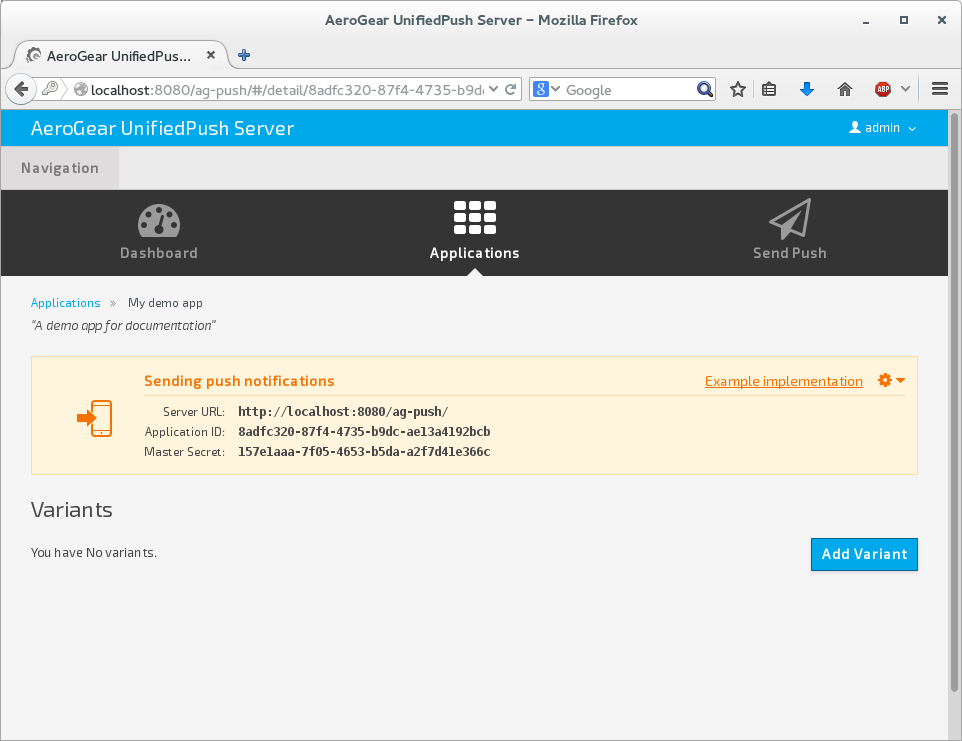 AeroGear UnifiedPush Server – Mozilla Firefox
AeroGear UnifiedPus...
localhost:8080/ag-push/#/detail/8adfc320-87f4-4735-b9dc
8
Google
ABP
AeroGear UnifiedPush Server
admin
Navigation
Dashboard
Applications
Send Push
Applications » My demo app
"A demo app for documentation"
Sending push notifications
Example implementation
Server URL: http://localhost:8080/ag-push/
Application ID: 8adfc320-87f4-4735-b9dc-ae13a4192bcb
Master Secret: 157e1aaa-7f05-4653-b5da-a2f7d41e366c
Variants
You have No variants.
Add Variant